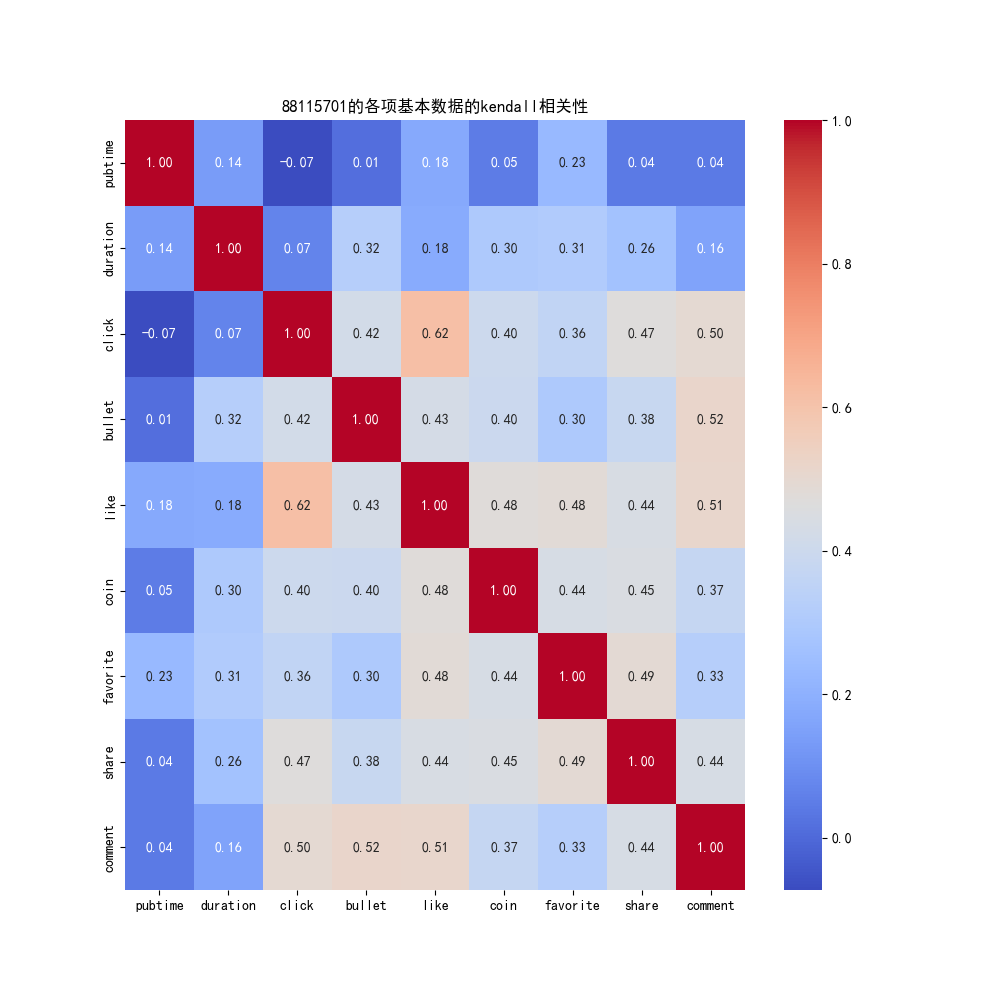 88115701的各项基本数据的kendall相关性
pubtime 1.00 0.14 -0.07 0.01 0.18 0.05 0.23 0.04 0.04
duration 0.14 1.00 0.07 0.32 0.18 0.30 0.31 0.26 0.16
click -0.07 0.07 1.00 0.42 0.62 0.40 0.36 0.47 0.50
bullet 0.01 0.32 0.42 1.00 0.43 0.40 0.30 0.38 0.52
like 0.18 0.18 0.62 0.43 1.00 0.48 0.48 0.44 0.51
coin 0.05 0.30 0.40 0.40 0.48 1.00 0.44 0.45 0.37
favorite 0.23 0.31 0.36 0.30 0.48 0.44 1.00 0.49 0.33
share 0.04 0.26 0.47 0.38 0.44 0.45 0.49 1.00 0.44
comment 0.04 0.16 0.50 0.52 0.51 0.37 0.33 0.44 1.00
pubtime duration click bullet like coin favorite share comment
1.0
0.8
0.6
0.4
0.2
0.0